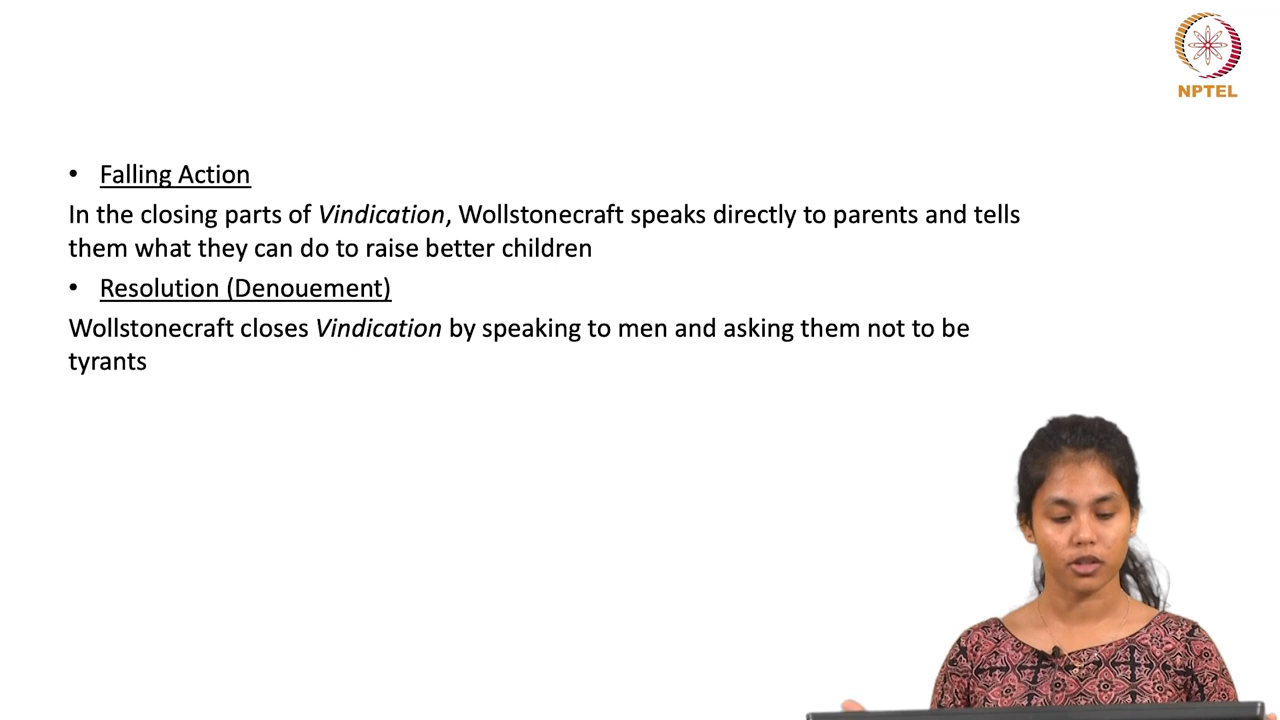 NPTEL
• Falling Action
In the closing parts of Vindication, Wollstonecraft speaks directly to parents and tells
them what they can do to raise better children
• Resolution (Denouement)
Wollstonecraft closes Vindication by speaking to men and asking them not to be
tyrants